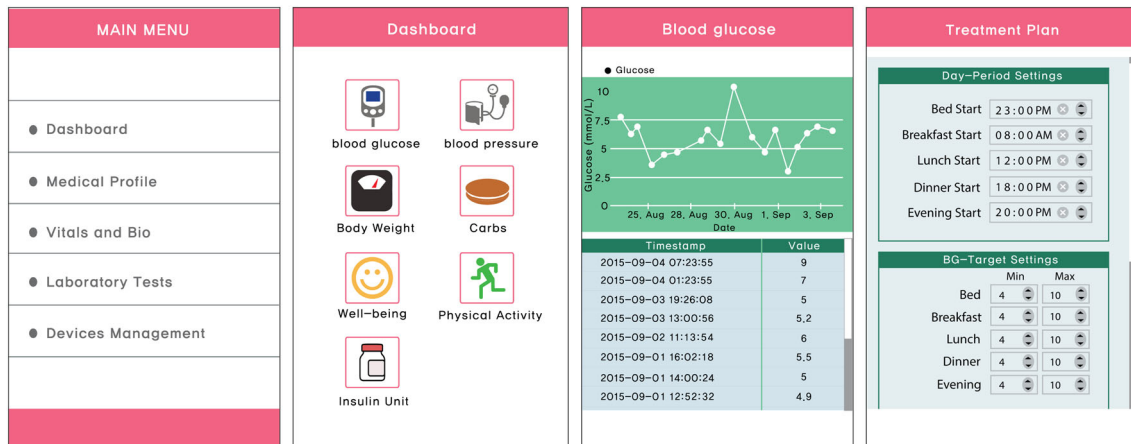 MAIN MENU
Dashboard
Medical Profile
Vitals and Bio
Laboratory Tests
Devices Management
Dashboard
blood glucose
blood pressure
Body Weight
Carbs
Well-being
Physical Activity
Insulin Unit
Blood glucose
Glucose
Glucose (mmol/L)
10
7,5
5
2,5
0
25, Aug 28, Aug 30, Aug 1, Sep 3, Sep
Date
Timestamp Value
2015-09-04 07:23:55 9
2015-09-04 01:23:55 7
2015-09-03 19:26:08 5
2015-09-03 13:00:56 5,2
2015-09-02 11:13:54 6
2015-09-01 16:02:18 5,5
2015-09-01 14:00:24 5
2015-09-01 12:52:32 4,9
Treatment Plan
Day-Period Settings
Bed Start 23:00PM
Breakfast Start 08:00AM
Lunch Start 12:00PM
Dinner Start 18:00PM
Evening Start 20:00PM
BG-Target Settings
Min Max
Bed 4 10
Breakfast 4 10
Lunch 4 10
Dinner 4 10
Evening 4 10